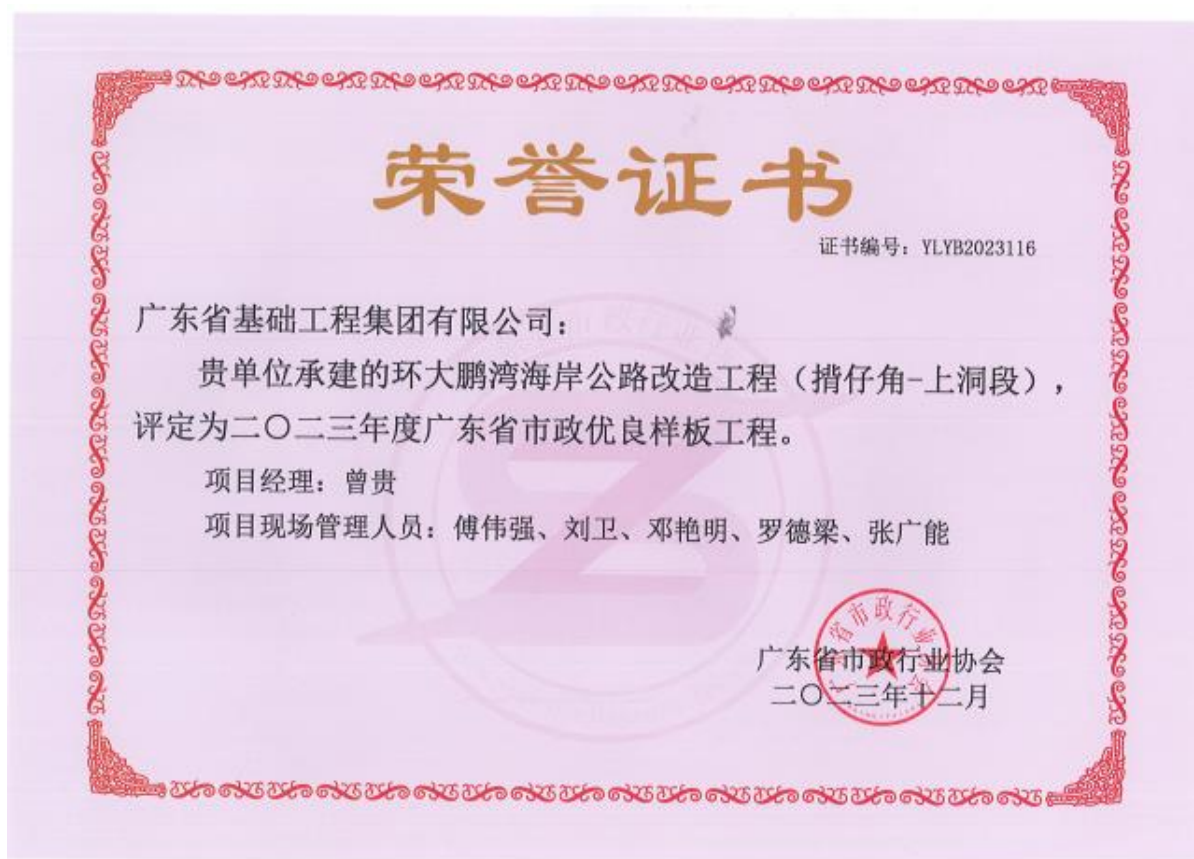 荣誉证书
证书编号：YLYB2023116
广东省基础工程集团有限公司：
贵单位承建的环大鹏湾海岸公路改造工程（揹仔角-上洞段），
评定为二〇二三年度广东省市政优良样板工程。
项目经理：曾贵
项目现场管理人员：傅伟强、刘卫、邓艳明、罗德梁、张广能
广东省市政行业协会
二〇二三年十二月